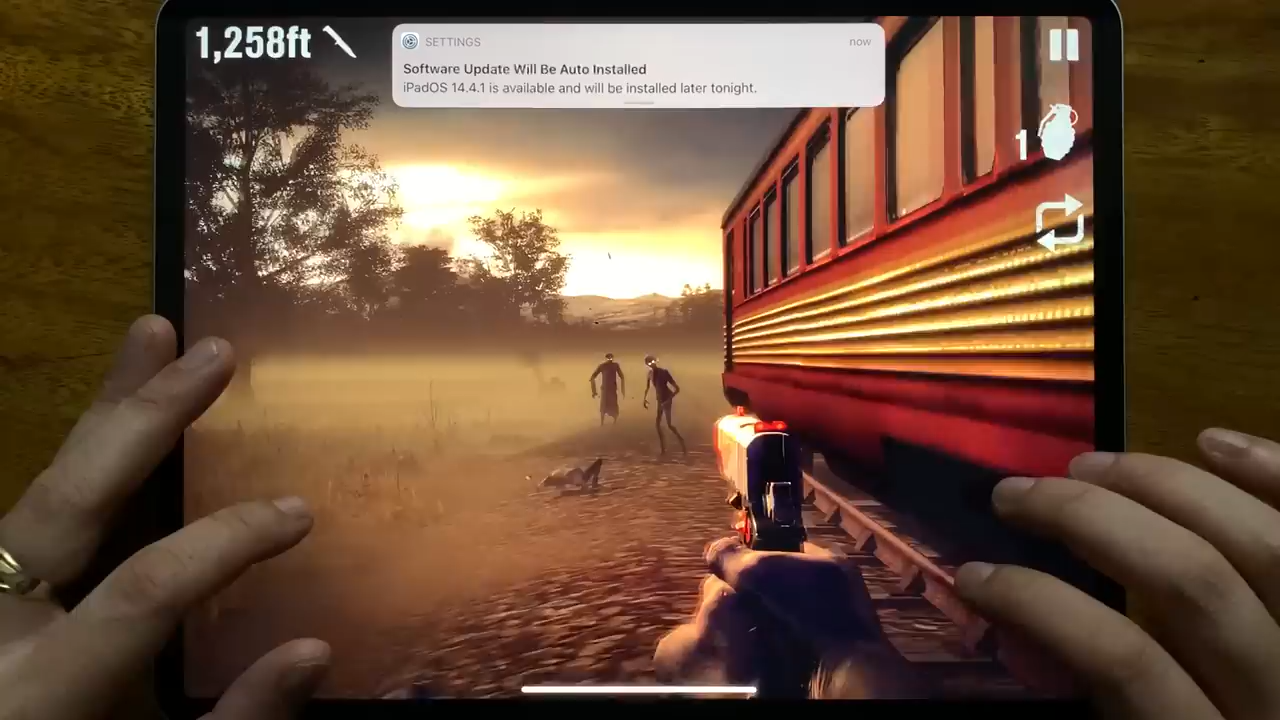 1,258ft
SETTINGS
now
Software Update Will Be Auto Installed
iPadOS 14.4.1 is available and will be installed later tonight.
1